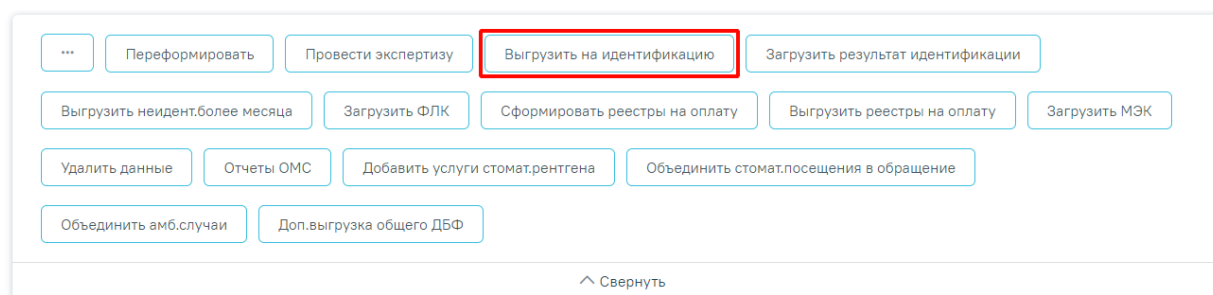 ... Переформировать Провести экспертизу Выгрузить на идентификацию Загрузить результат идентификации
Выгрузить неидент.более месяца Загрузить ФЛК Сформировать реестры на оплату Выгрузить реестры на оплату Загрузить МЭК
Удалить данные Отчеты ОМС Добавить услуги стомат.рентгена Объединить стомат.посещения в обращение
Объединить амб.случаи Доп.выгрузка общего ДБФ
Свернуть